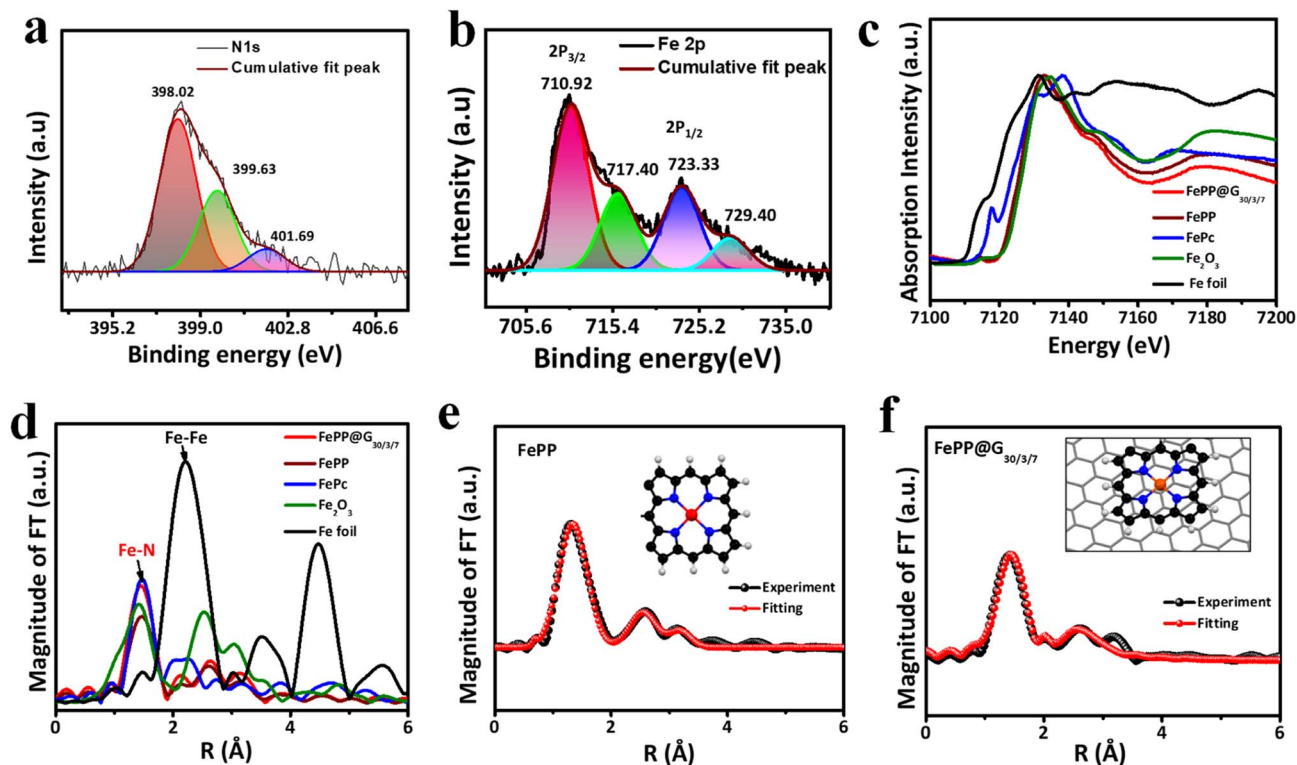 a
N1s
Cumulative fit peak
398.02
399.63
401.69
Intensity (a.u)
395.2 399.0 402.8 406.6
Binding energy (eV)
b
Fe 2p
Cumulative fit peak
2P3/2
710.92
717.40
2P1/2
723.33
729.40
Intensity (a.u)
705.6 715.4 725.2 735.0
Binding energy(eV)
c
Absorption Intensity (a.u.)
FePP@G30/3/7
FePP
FePc
Fe2O3
Fe foil
7100 7120 7140 7160 7180 7200
Energy (eV)
d
Fe-Fe
Fe-N
FePP@G30/3/7
FePP
FePc
Fe2O3
Fe foil
Magnitude of FT (a.u.)
0 2 4 6
R (Å)
e
FePP
Experiment
Fitting
Magnitude of FT (a.u.)
0 2 4 6
R (Å)
f
FePP@G30/3/7
Experiment
Fitting
Magnitude of FT (a.u.)
0 2 4 6
R (Å)